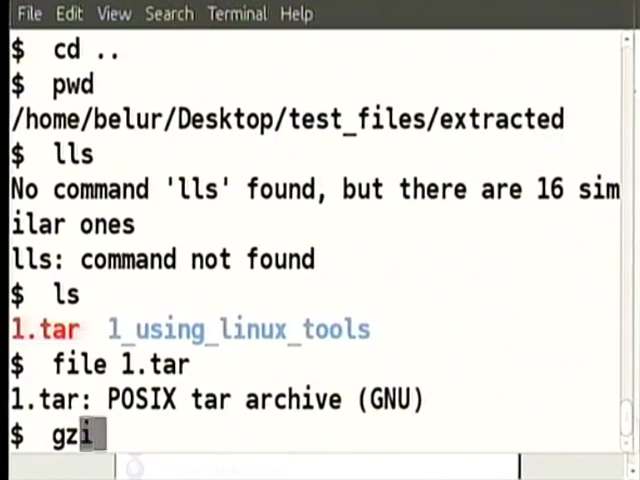 File Edit View Search Terminal Help
$ cd ..
$ pwd
/home/belur/Desktop/test_files/extracted
$ lls
No command 'lls' found, but there are 16 sim
ilar ones
lls: command not found
$ ls
1.tar 1_using_linux_tools
$ file 1.tar
1.tar: POSIX tar archive (GNU)
$ gzi